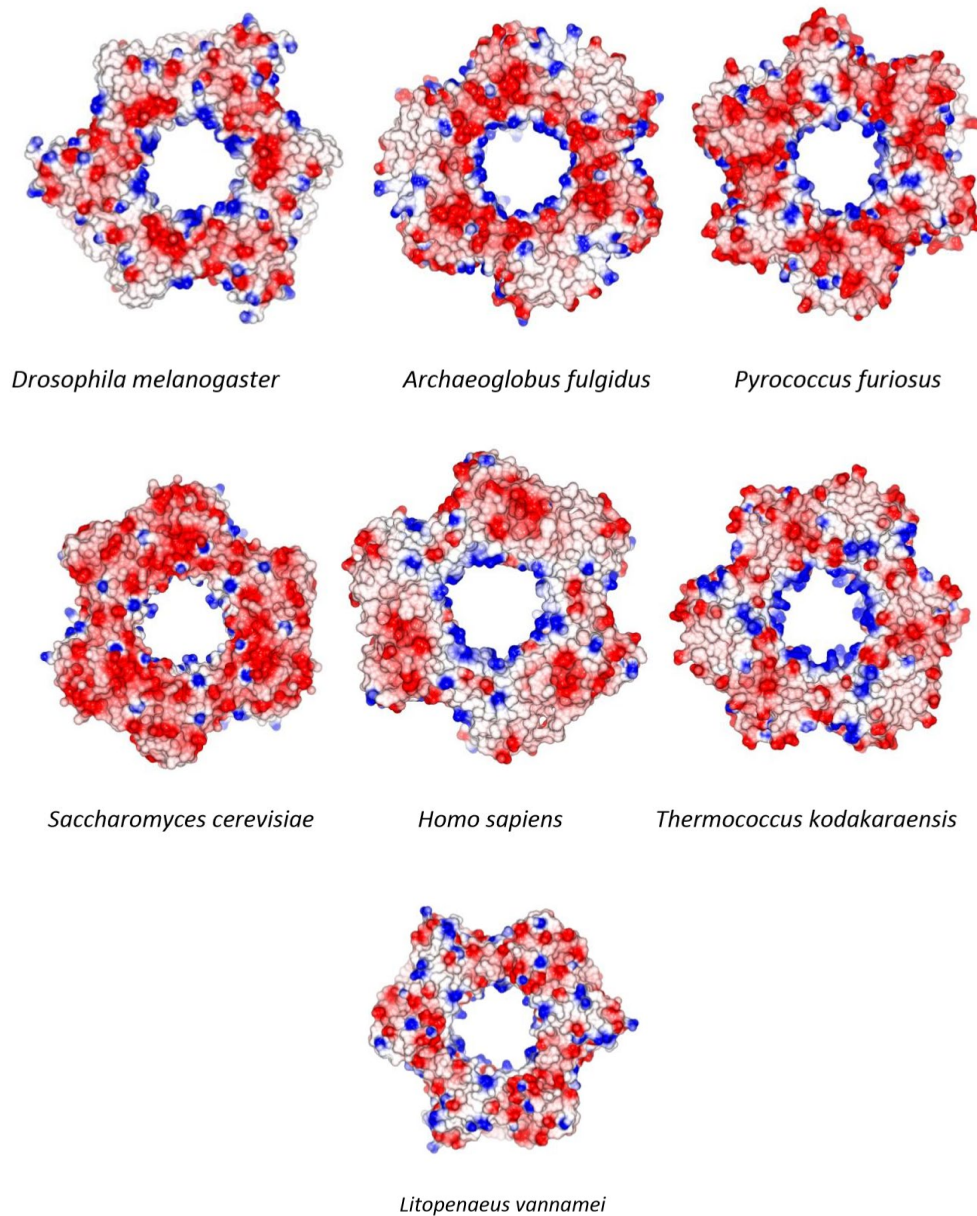 Drosophila melanogaster
Archaeoglobus fulgidus
Pyrococcus furiosus
Saccharomyces cerevisiae
Homo sapiens
Thermococcus kodakaraensis
Litopenaeus vannamei